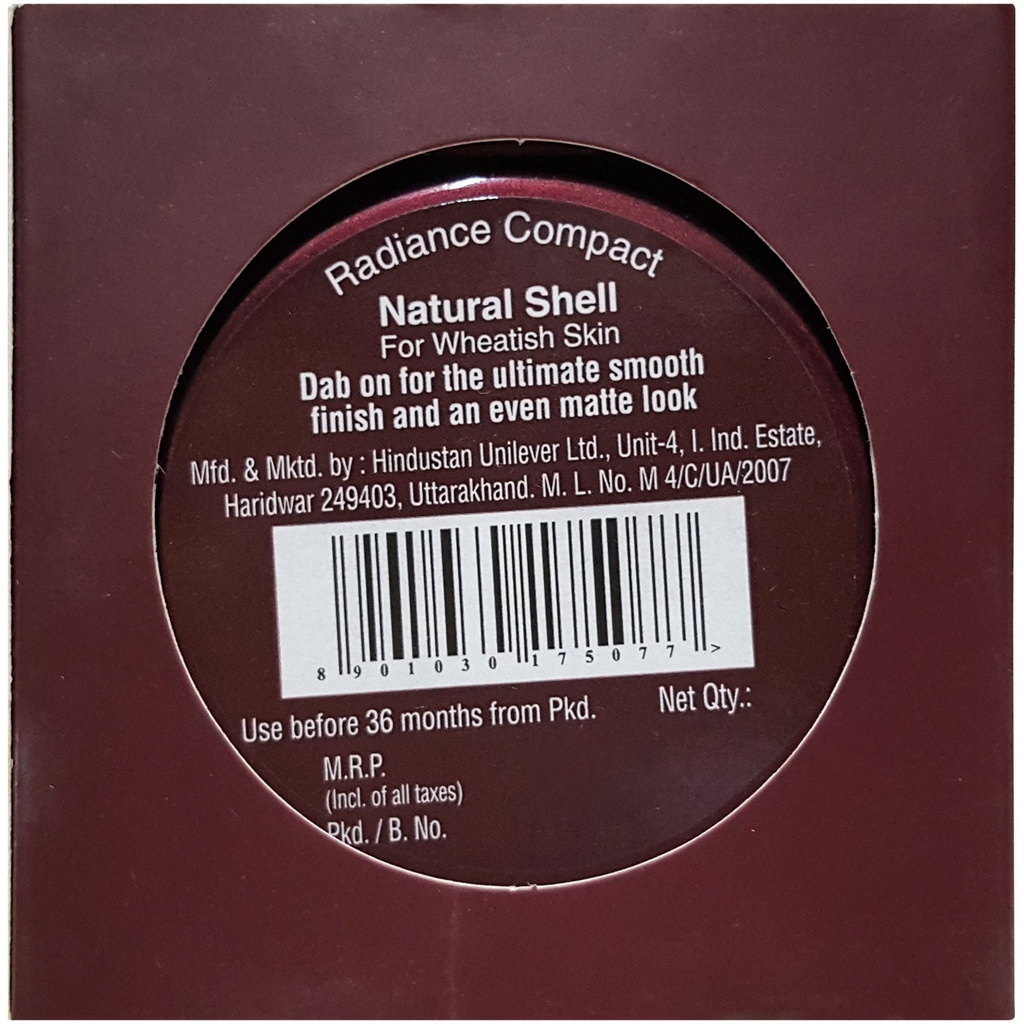 Radiance Compact
Natural Shell
For Wheatish Skin
Dab on for the ultimate smooth
finish and an even matte look
Mfd. & Mktd. by : Hindustan Unilever Ltd., Unit-4, I. Ind. Estate,
Haridwar 249403, Uttarakhand. M. L. No. M 4/C/UA/2007
8 901030 175077 >
Use before 36 months from Pkd. Net Qty.:
M.R.P.
(Incl. of all taxes)
Pkd. / B. No.